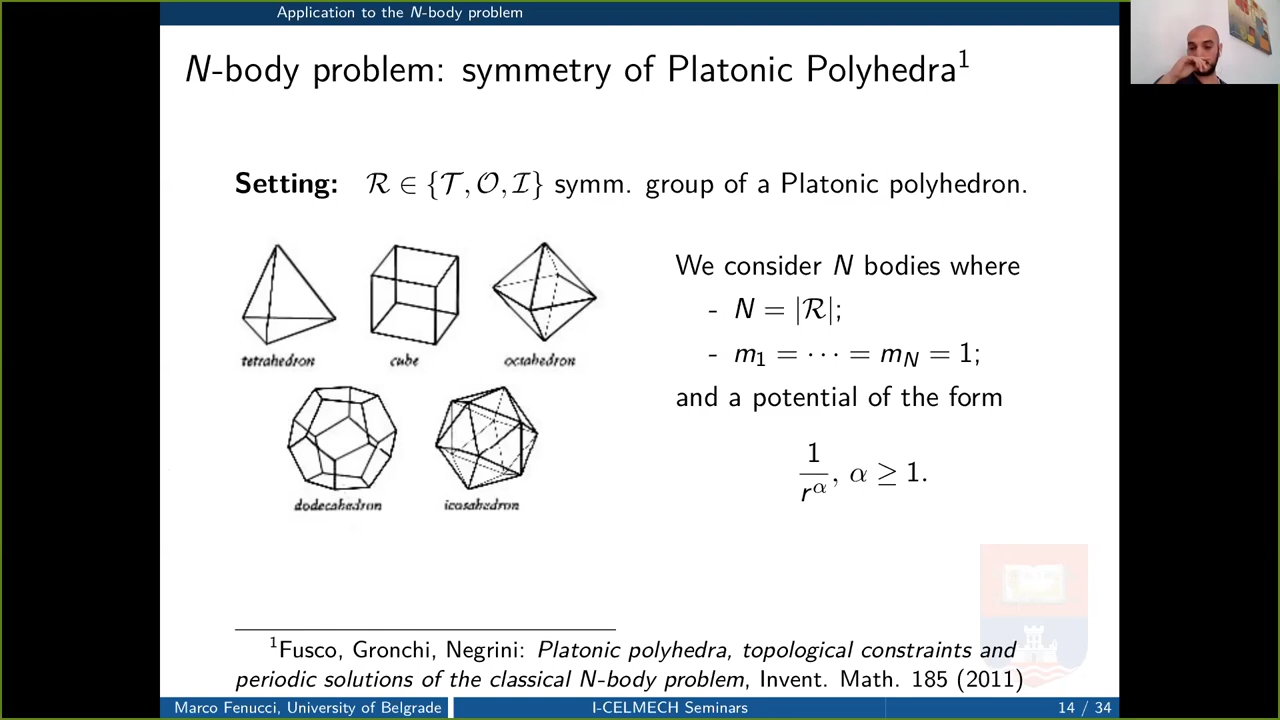 Application to the N-body problem
N-body problem: symmetry of Platonic Polyhedra¹
Setting: ℛ ∈ {𝒯, 𝒪, ℐ} symm. group of a Platonic polyhedron.
tetrahedron cube octahedron
dodecahedron icosahedron
We consider N bodies where
- N = |ℛ|;
- m₁ = ⋯ = m_N = 1;
and a potential of the form
1/r^α, α ≥ 1.
¹Fusco, Gronchi, Negrini: Platonic polyhedra, topological constraints and
periodic solutions of the classical N-body problem, Invent. Math. 185 (2011)
Marco Fenucci, University of Belgrade I-CELMECH Seminars 14 / 34